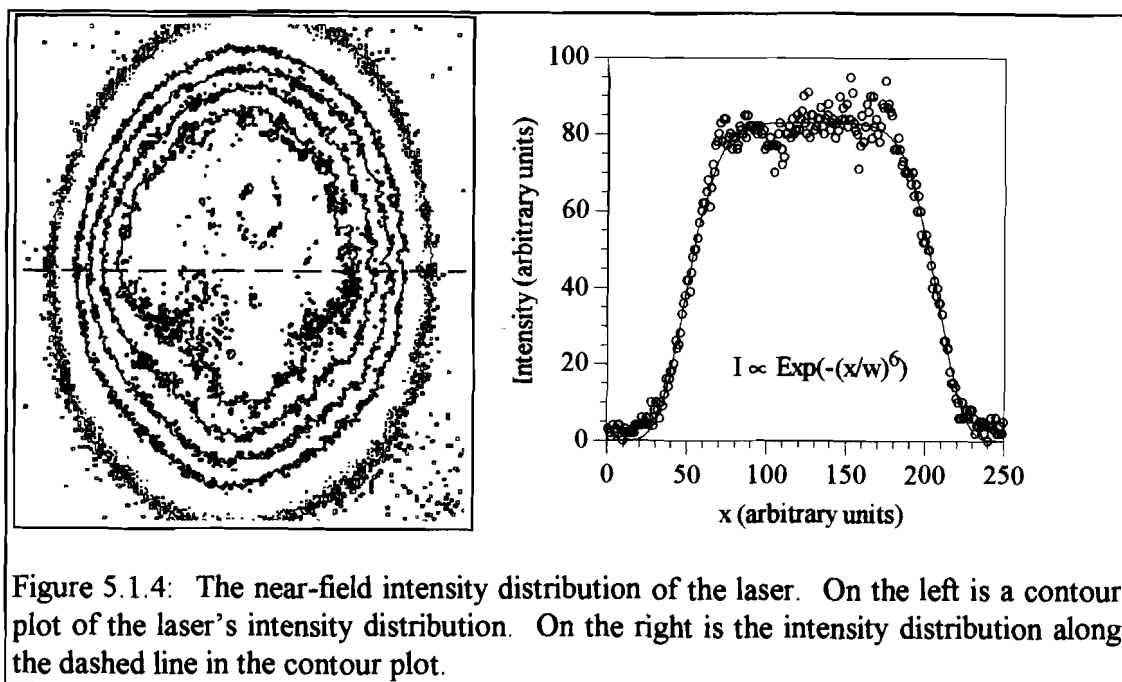 100
80
60
40
20
0
Intensity (arbitrary units)
I ∝ Exp(-(x/w)^6)
0 50 100 150 200 250
x (arbitrary units)
Figure 5.1.4: The near-field intensity distribution of the laser. On the left is a contour
plot of the laser's intensity distribution. On the right is the intensity distribution along
the dashed line in the contour plot.